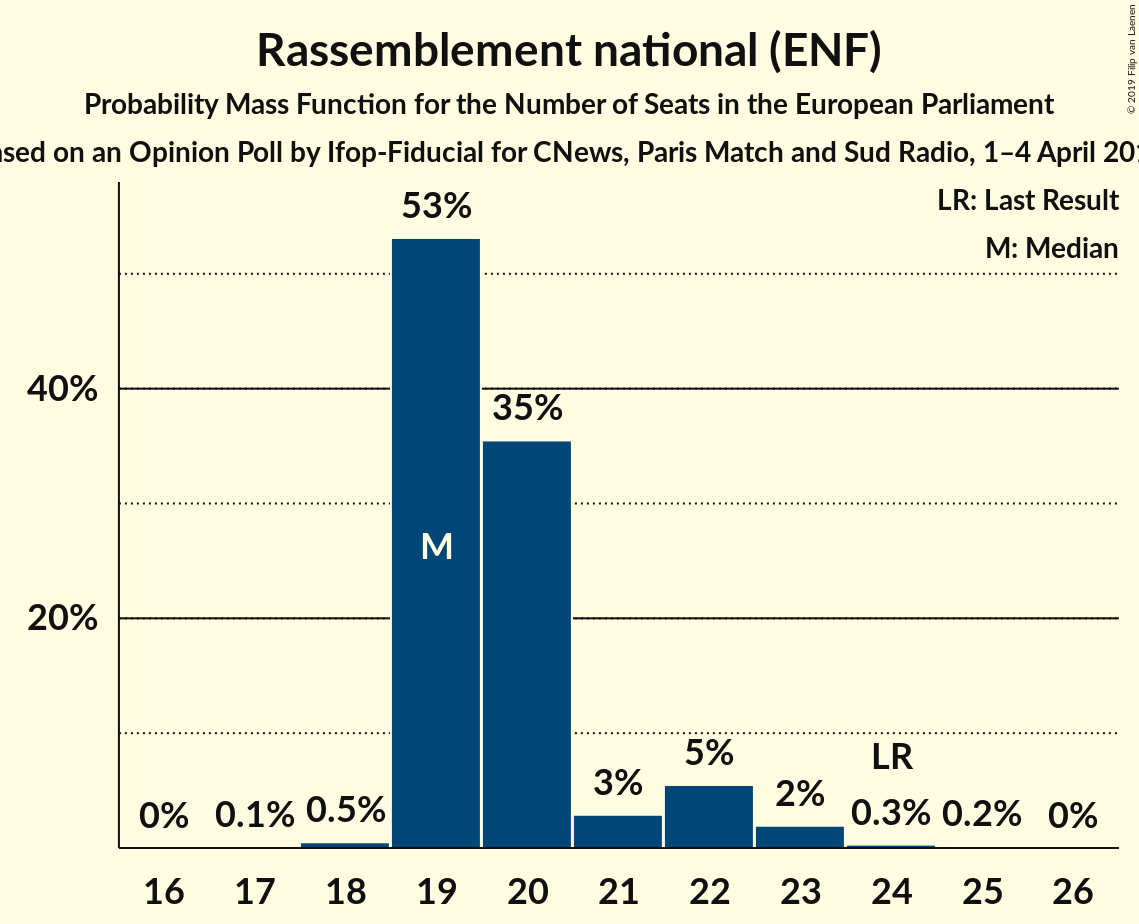 Rassemblement national (ENF)
Probability Mass Function for the Number of Seats in the European Parliament
on an Opinion Poll by Ifop-Fiducial for CNews, Paris Match and Sud Radio, 1–4 April
© 2019 Filip van Laenen
LR: Last Result
M: Median
53%
40%
35%
M
20%
LR
5%
3%
2%
0%
0.1%
0.5%
0.3%
0.2%
0%
16 17 18 19 20 21 22 23 24 25 26